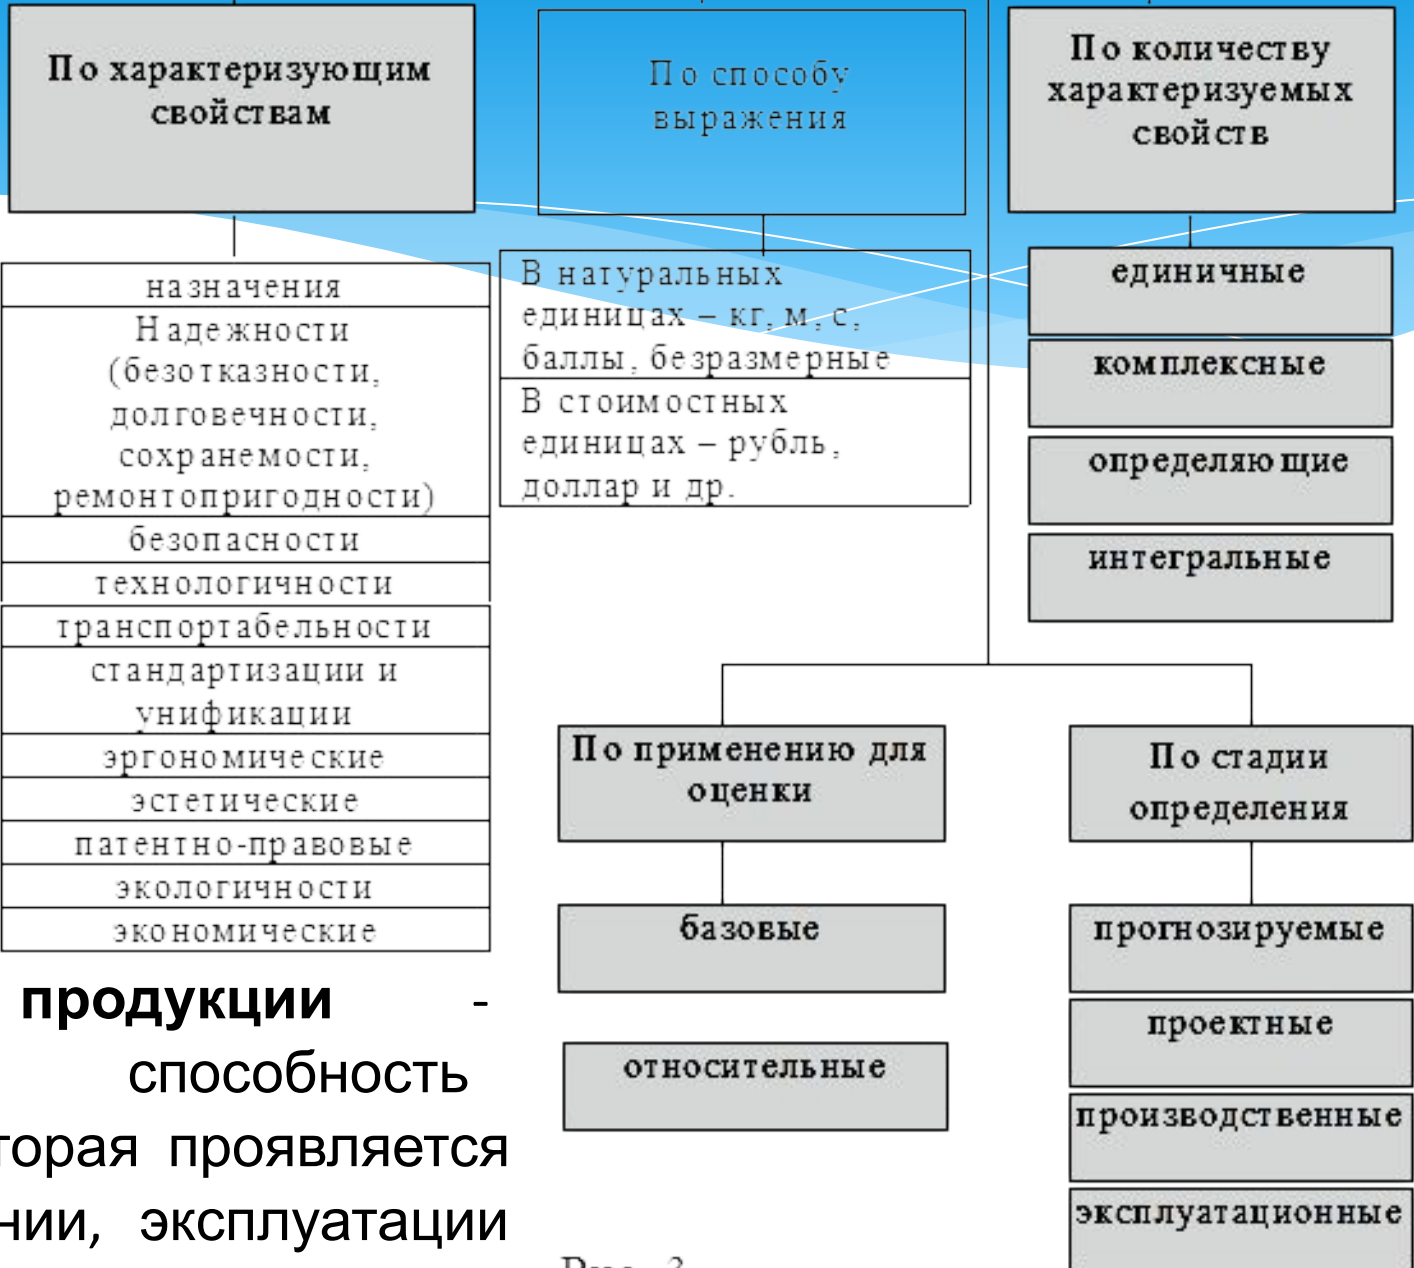 По характеризующим
свойствам
назначения
Надежности
(безотказности,
долговечности,
сохранемости,
ремонтопригодности)
безопасности
технологичности
транспортабельности
стандартизации и
унификации
эргономические
эстетические
патентно-правовые
экологичности
экономические
По способу
выражения
В натуральных
единицах – кг, м, с,
баллы, безразмерные
В стоимостных
единицах – рубль,
доллар и др.
По количеству
характеризуемых
свойств
единичные
комплексные
определяющие
интегральные
По применению для
оценки
базовые
относительные
По стадии
определения
прогнозируемые
проектные
производственные
эксплуатационные
продукции -
способность
проявляется
эксплуатации